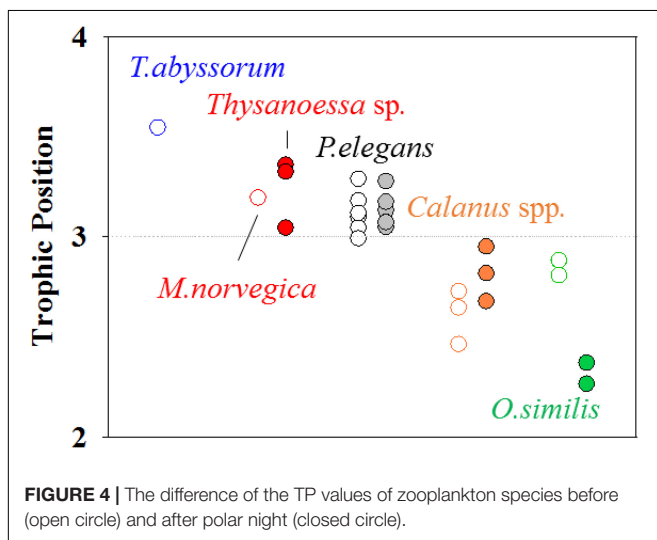 4
T.abyssorum
Thysanoessa sp.
P.elegans
Calanus spp.
3
M.norvegica
Trophic Position
O.similis
2
FIGURE 4 | The difference of the TP values of zooplankton species before
(open circle) and after polar night (closed circle).